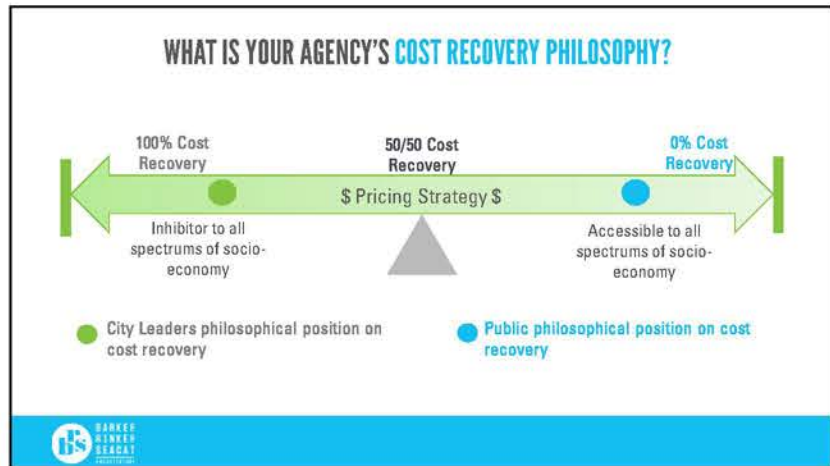 WHAT IS YOUR AGENCY'S COST RECOVERY PHILOSOPHY?
100% Cost
Recovery
50/50 Cost
Recovery
0% Cost
Recovery
$ Pricing Strategy $
Inhibitor to all
spectrums of socio-
economy
Accessible to all
spectrums of socio-
economy
City Leaders philosophical position on
cost recovery
Public philosophical position on cost
recovery
BARKER
RINKER
SEACAT